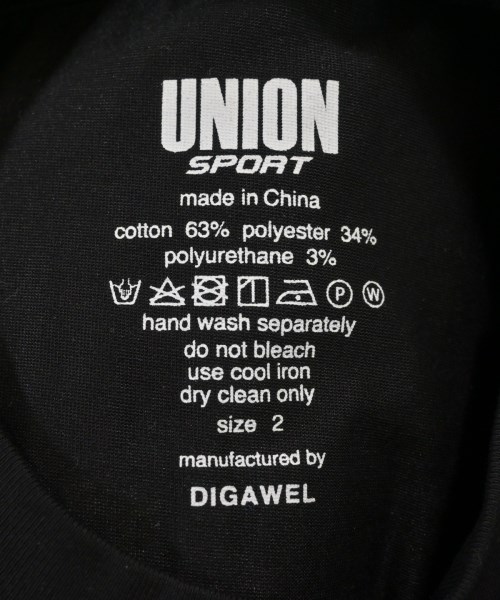 UNION
SPORT
made in China
cotton 63% polyester 34%
polyurethane 3%
P W
hand wash separately
do not bleach
use cool iron
dry clean only
size 2
manufactured by
DIGAWEL